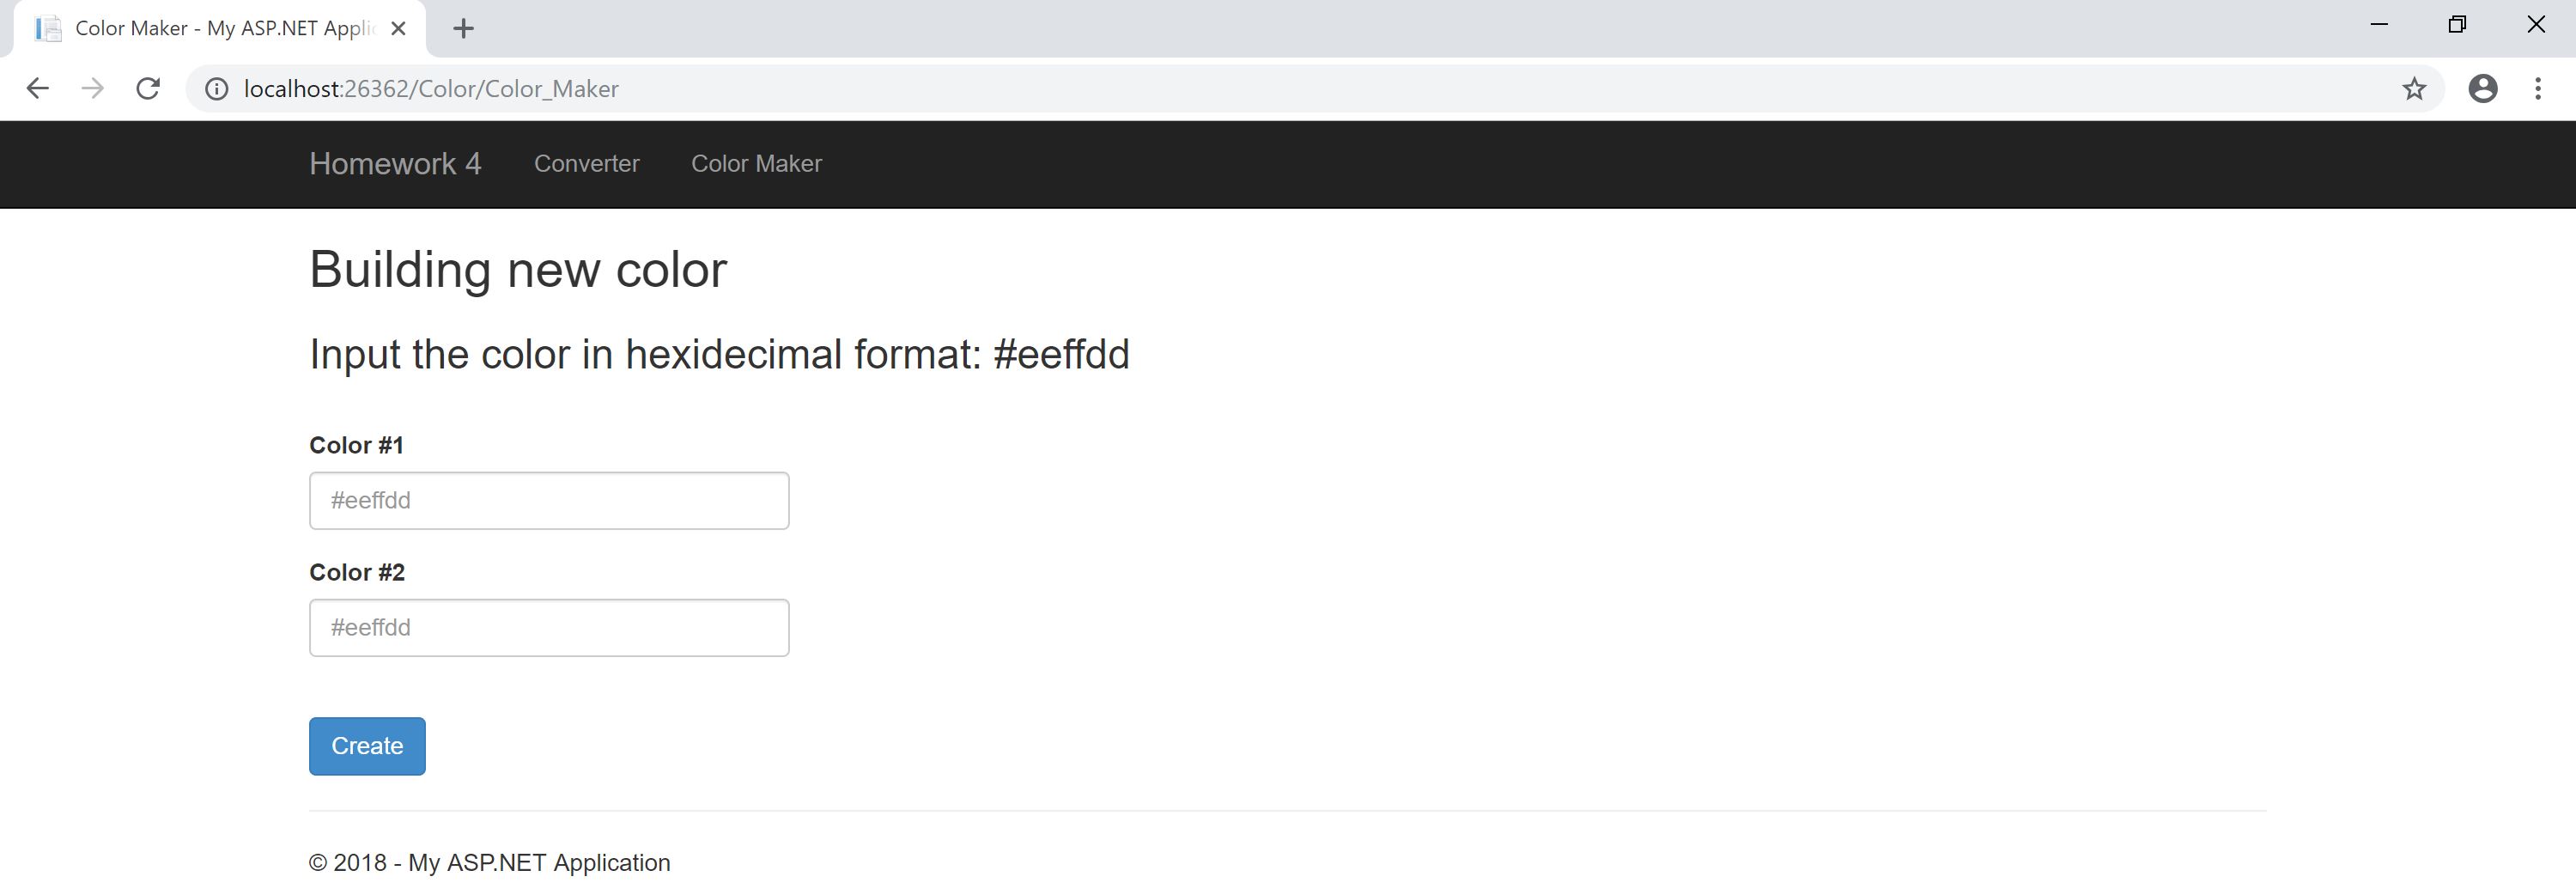 Color Maker - My ASP.NET Applic
localhost:26362/Color/Color_Maker
Homework 4 Converter Color Maker
Building new color
Input the color in hexidecimal format: #eeffdd
Color #1
#eeffdd
Color #2
#eeffdd
Create
© 2018 - My ASP.NET Application